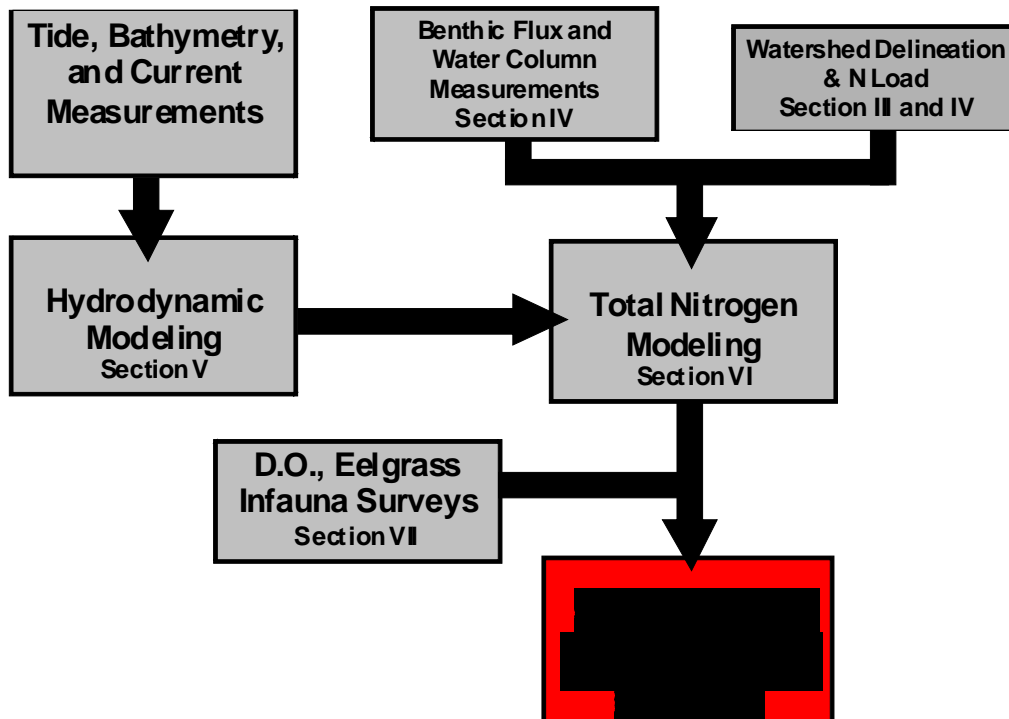 Tide, Bathymetry,
and Current
Measurements
Benthic Flux and
Water Column
Measurements
Section IV
Watershed Delineation
& N Load
Section III and IV
Hydrodynamic
Modeling
Section V
Total Nitrogen
Modeling
Section VI
D.O., Eelgrass
Infauna Surveys
Section VII